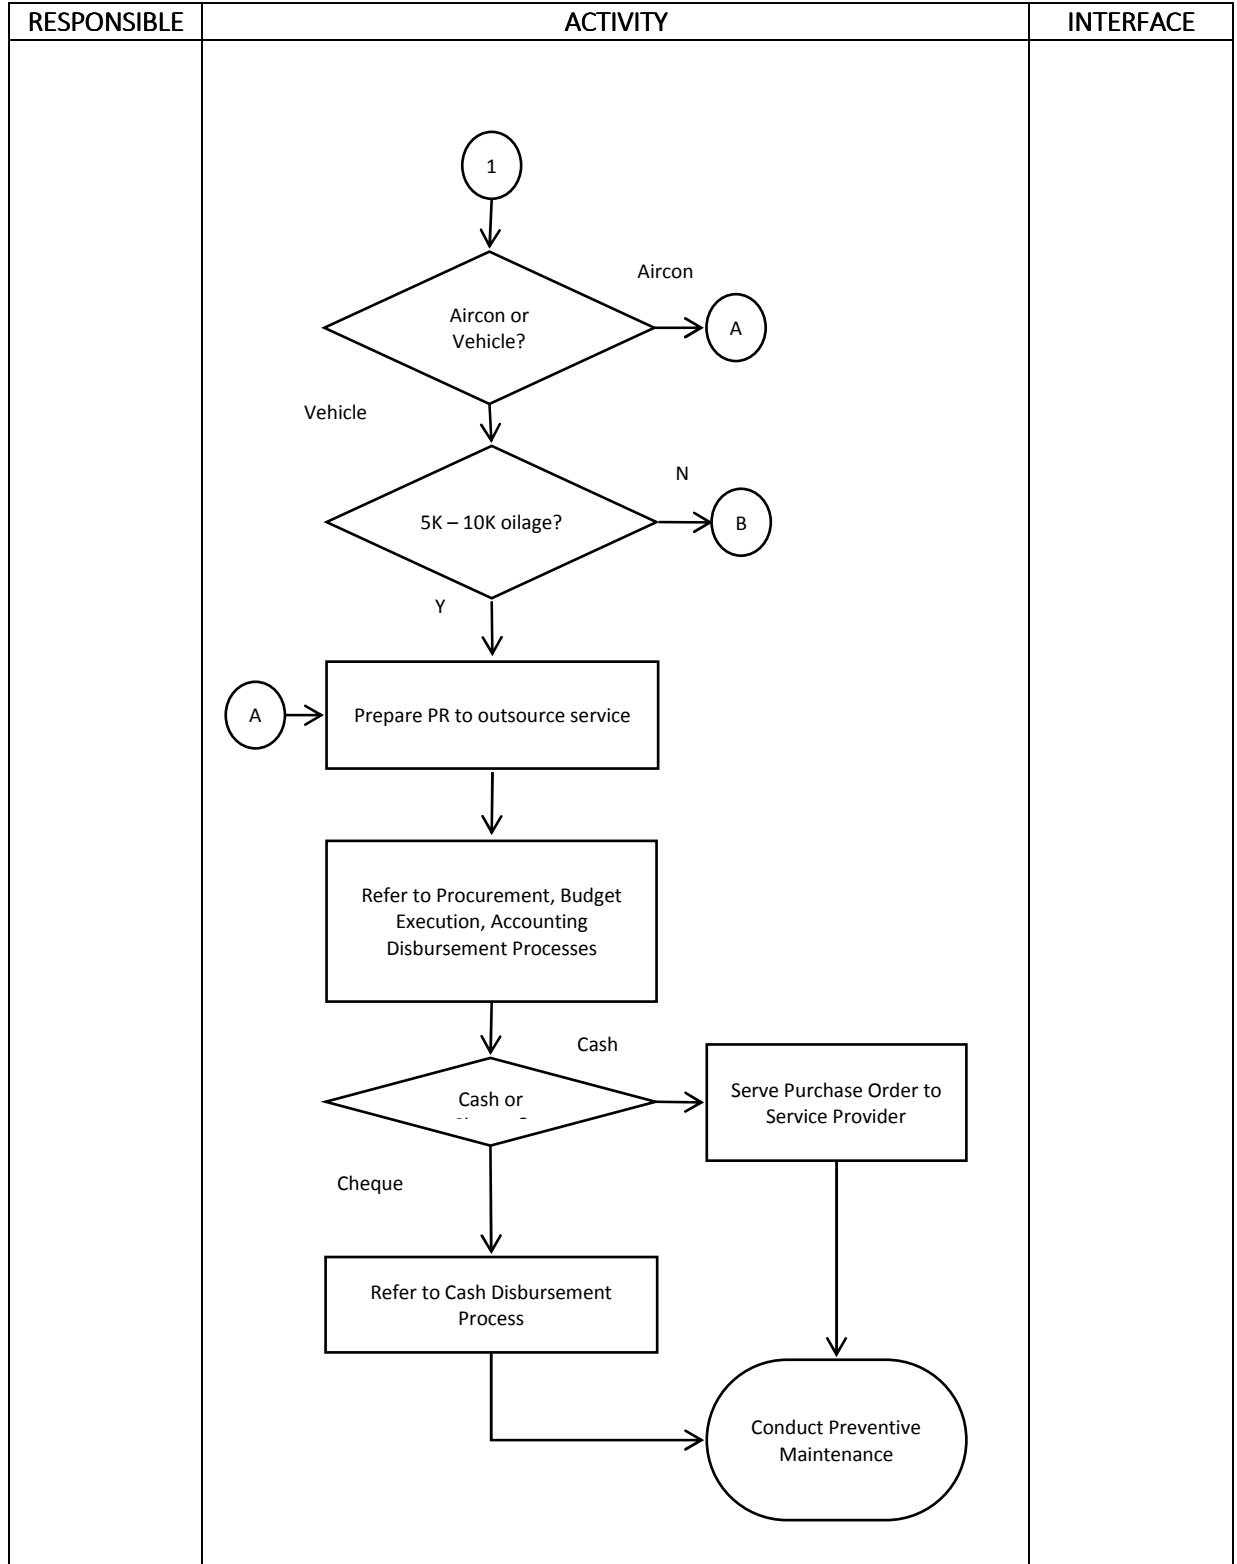 RESPONSIBLE ACTIVITY INTERFACE
1
Aircon
Aircon or
Vehicle?
A
Vehicle
N
5K – 10K oilage?
B
Y
A
Prepare PR to outsource service
Refer to Procurement, Budget
Execution, Accounting
Disbursement Processes
Cash
Cash or
Serve Purchase Order to
Service Provider
Cheque
Refer to Cash Disbursement
Process
Conduct Preventive
Maintenance